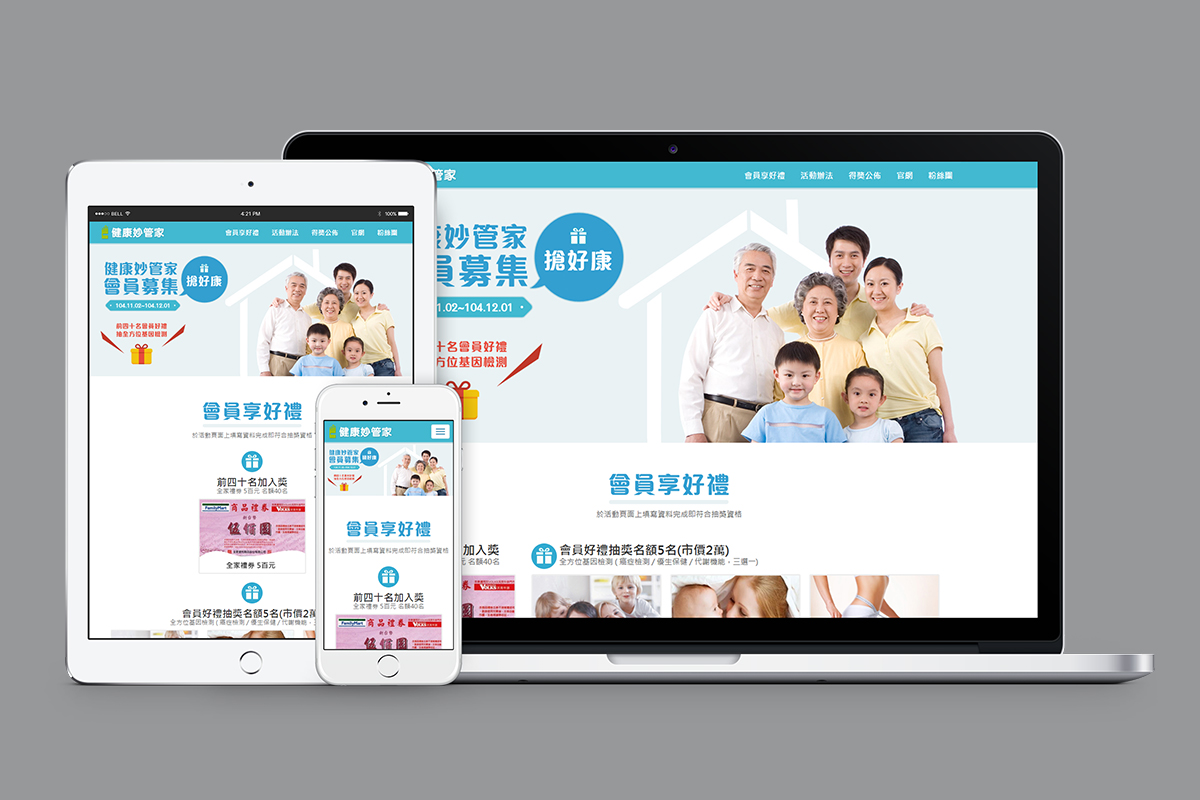 ●●●○○ BELL
4:21 PM
100%
健康妙管家
會員享好禮 活動辦法 得獎公佈 官網 粉絲團
健康妙管家
會員募集
搶好康
104.11.02~104.12.01
前四十名會員好禮
抽全方位基因檢測
會員享好禮
於活動頁面上填寫資料完成即符合抽獎資
前四十名加入獎
全家禮券 5百元 名額40名
FamilyMart 商品禮券
伍佰圓
全家禮券 5百元
會員好禮抽獎名額5名(市價2萬
全方位基因檢測 ( 癌症檢測 / 優生保健 / 代謝機能、三
健康妙管家
健康妙管家
會員募集
搶好康
會員享好禮
於活動頁面上填寫資料完成即符合抽獎資格
前四十名加入獎
全家禮券 5百元 名額40名
FamilyMart 商品禮券
伍佰圓
管家
會員享好禮 活動辦法 得獎公佈 官網 粉絲團
妙管家
員募集
搶好康
1.02~104.12.01
十名會員好禮
方位基因檢測
會員享好禮
於活動頁面上填寫資料完成即符合抽獎資格
加入獎
元 名額40名
會員好禮抽獎名額5名(市價2萬)
全方位基因檢測 ( 癌症檢測 / 優生保健 / 代謝機能、三選一)